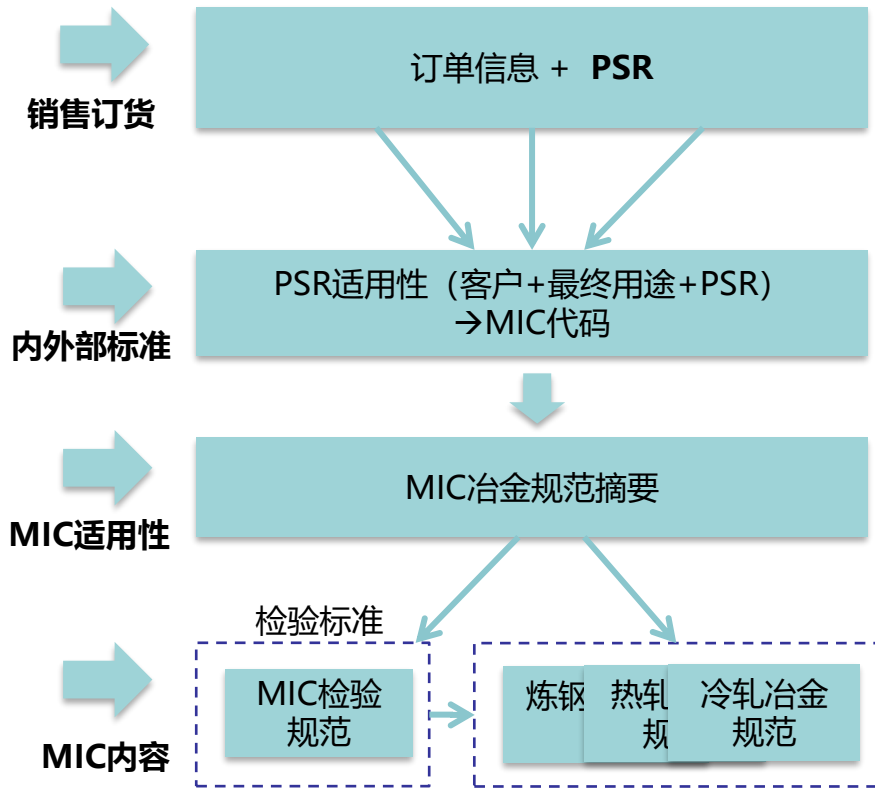 订单信息 + PSR
销售订货
PSR适用性（客户+最终用途+PSR）
→MIC代码
内外部标准
MIC冶金规范摘要
MIC适用性
检验标准
MIC检验
规范
炼钢
热轧
规
冷轧冶金
规范
MIC内容